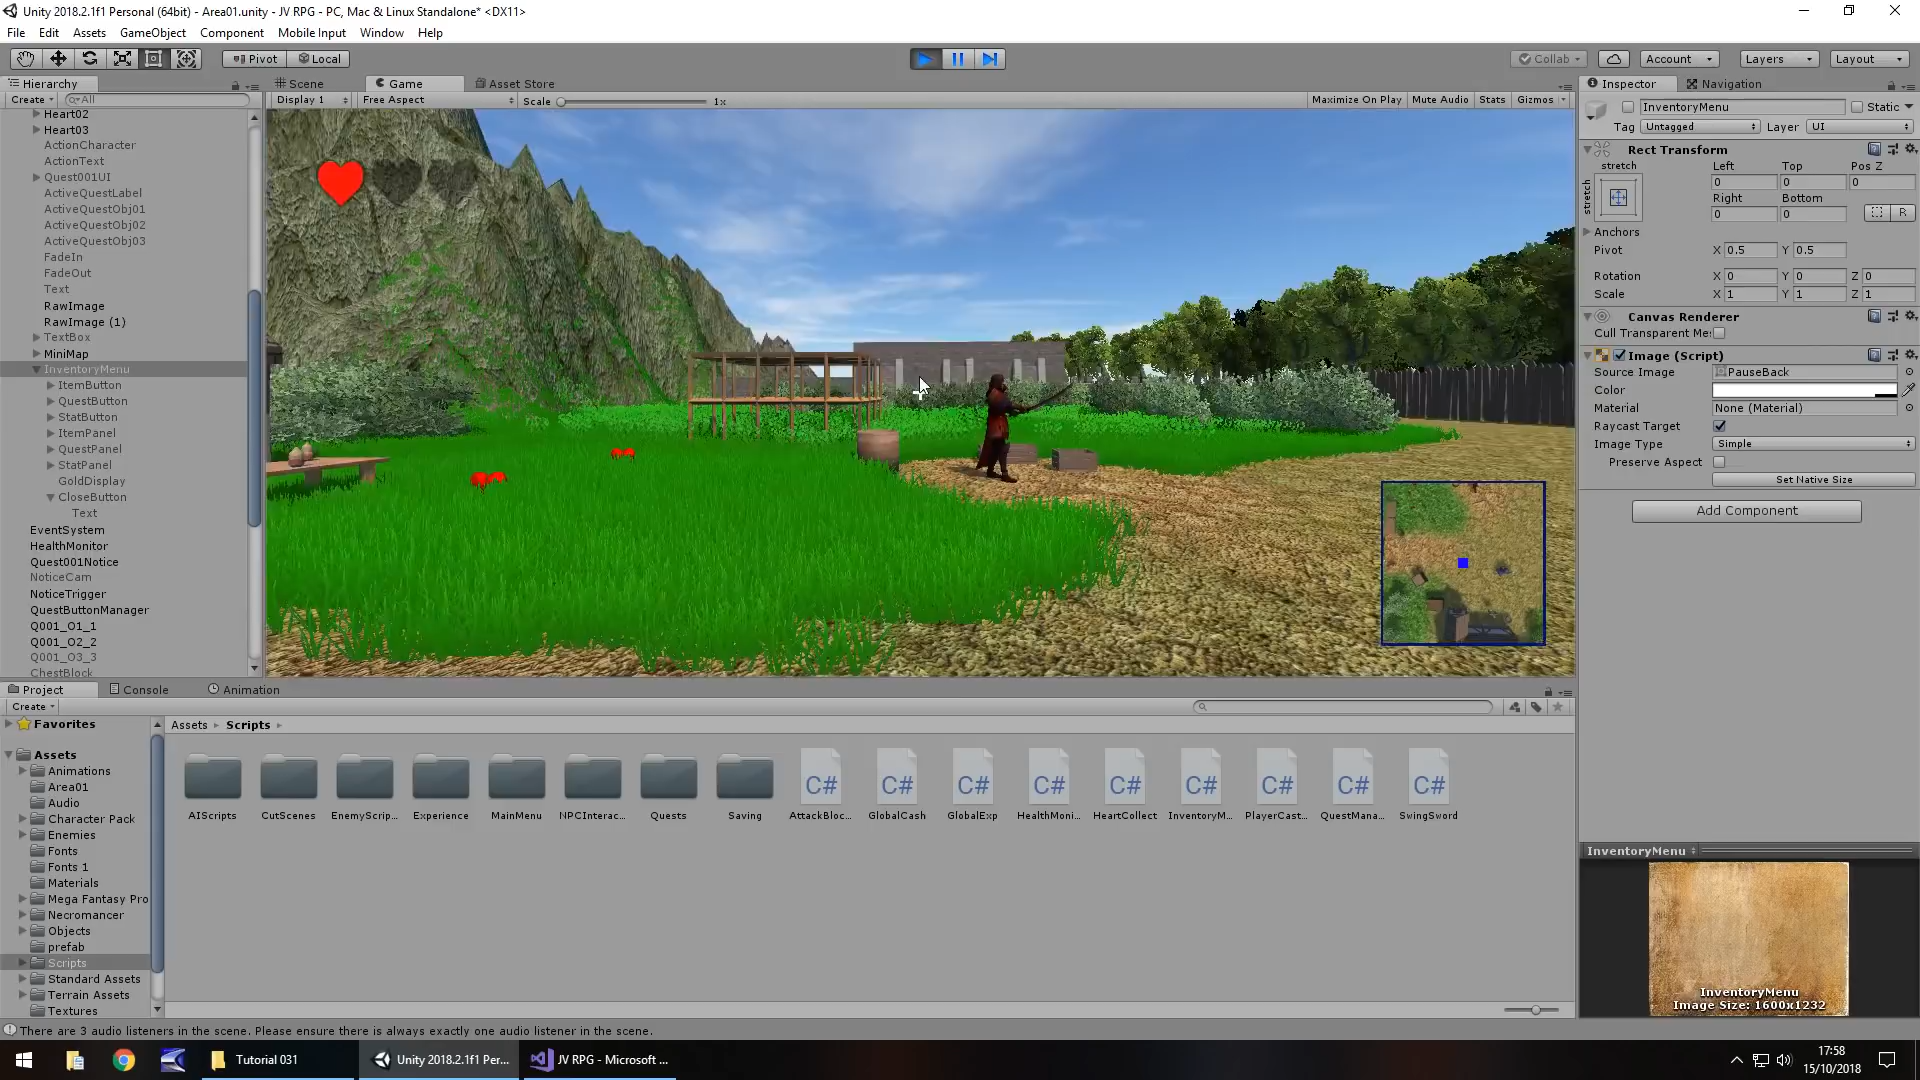 Unity 2018.2.1f1 Personal (64bit) - Area01.unity - JV RPG - PC, Mac & Linux Standalone* <DX11>
File Edit Assets GameObject Component Mobile Input Window Help
Pivot Local Collab Account Layers Layout
Hierarchy Scene Game Asset Store Inspector Navigation
Create All Display 1 Free Aspect Scale 1x Maximize On Play Mute Audio Stats Gizmos
InventoryMenu Static
Tag Untagged Layer UI
Heart02
Heart03
ActionCharacter
ActionText
Quest001UI
ActiveQuestLabel
ActiveQuestObj01
ActiveQuestObj02
ActiveQuestObj03
FadeIn
FadeOut
Text
RawImage
RawImage (1)
TextBox
MiniMap
InventoryMenu
ItemButton
QuestButton
StatButton
ItemPanel
QuestPanel
StatPanel
GoldDisplay
CloseButton
Text
EventSystem
HealthMonitor
Quest001Notice
NoticeCam
NoticeTrigger
QuestButtonManager
Q001_O1_1
Q001_O2_2
Q001_O3_3
ChestBlock
Rect Transform
stretch Left Top Pos Z
stretch 0 0 0
Right Bottom
0 0 R
Anchors
Pivot X 0.5 Y 0.5
Rotation X 0 Y 0 Z 0
Scale X 1 Y 1 Z 1
Canvas Renderer
Cull Transparent Me
Image (Script)
Source Image PauseBack
Color
Material None (Material)
Raycast Target
Image Type Simple
Preserve Aspect
Set Native Size
Add Component
Project Console Animation
Create
Favorites
Assets
Animations
Area01
Audio
Character Pack
Enemies
Fonts
Fonts 1
Materials
Mega Fantasy Pro
Necromancer
Objects
prefab
Scripts
Standard Assets
Terrain Assets
Textures
Assets Scripts
C# C# C# C# C# C# C# C# C#
AIScripts CutScenes EnemyScrip... Experience MainMenu NPCInterac... Quests Saving AttackBloc... GlobalCash GlobalExp HealthMoni... HeartCollect InventoryM... PlayerCast... QuestMana... SwingSword
InventoryMenu
InventoryMenu
Image Size: 1600x1232
There are 3 audio listeners in the scene. Please ensure there is always exactly one audio listener in the scene.
Tutorial 031 Unity 2018.2.1f1 Per... JV RPG - Microsoft ...
17:58
15/10/2018